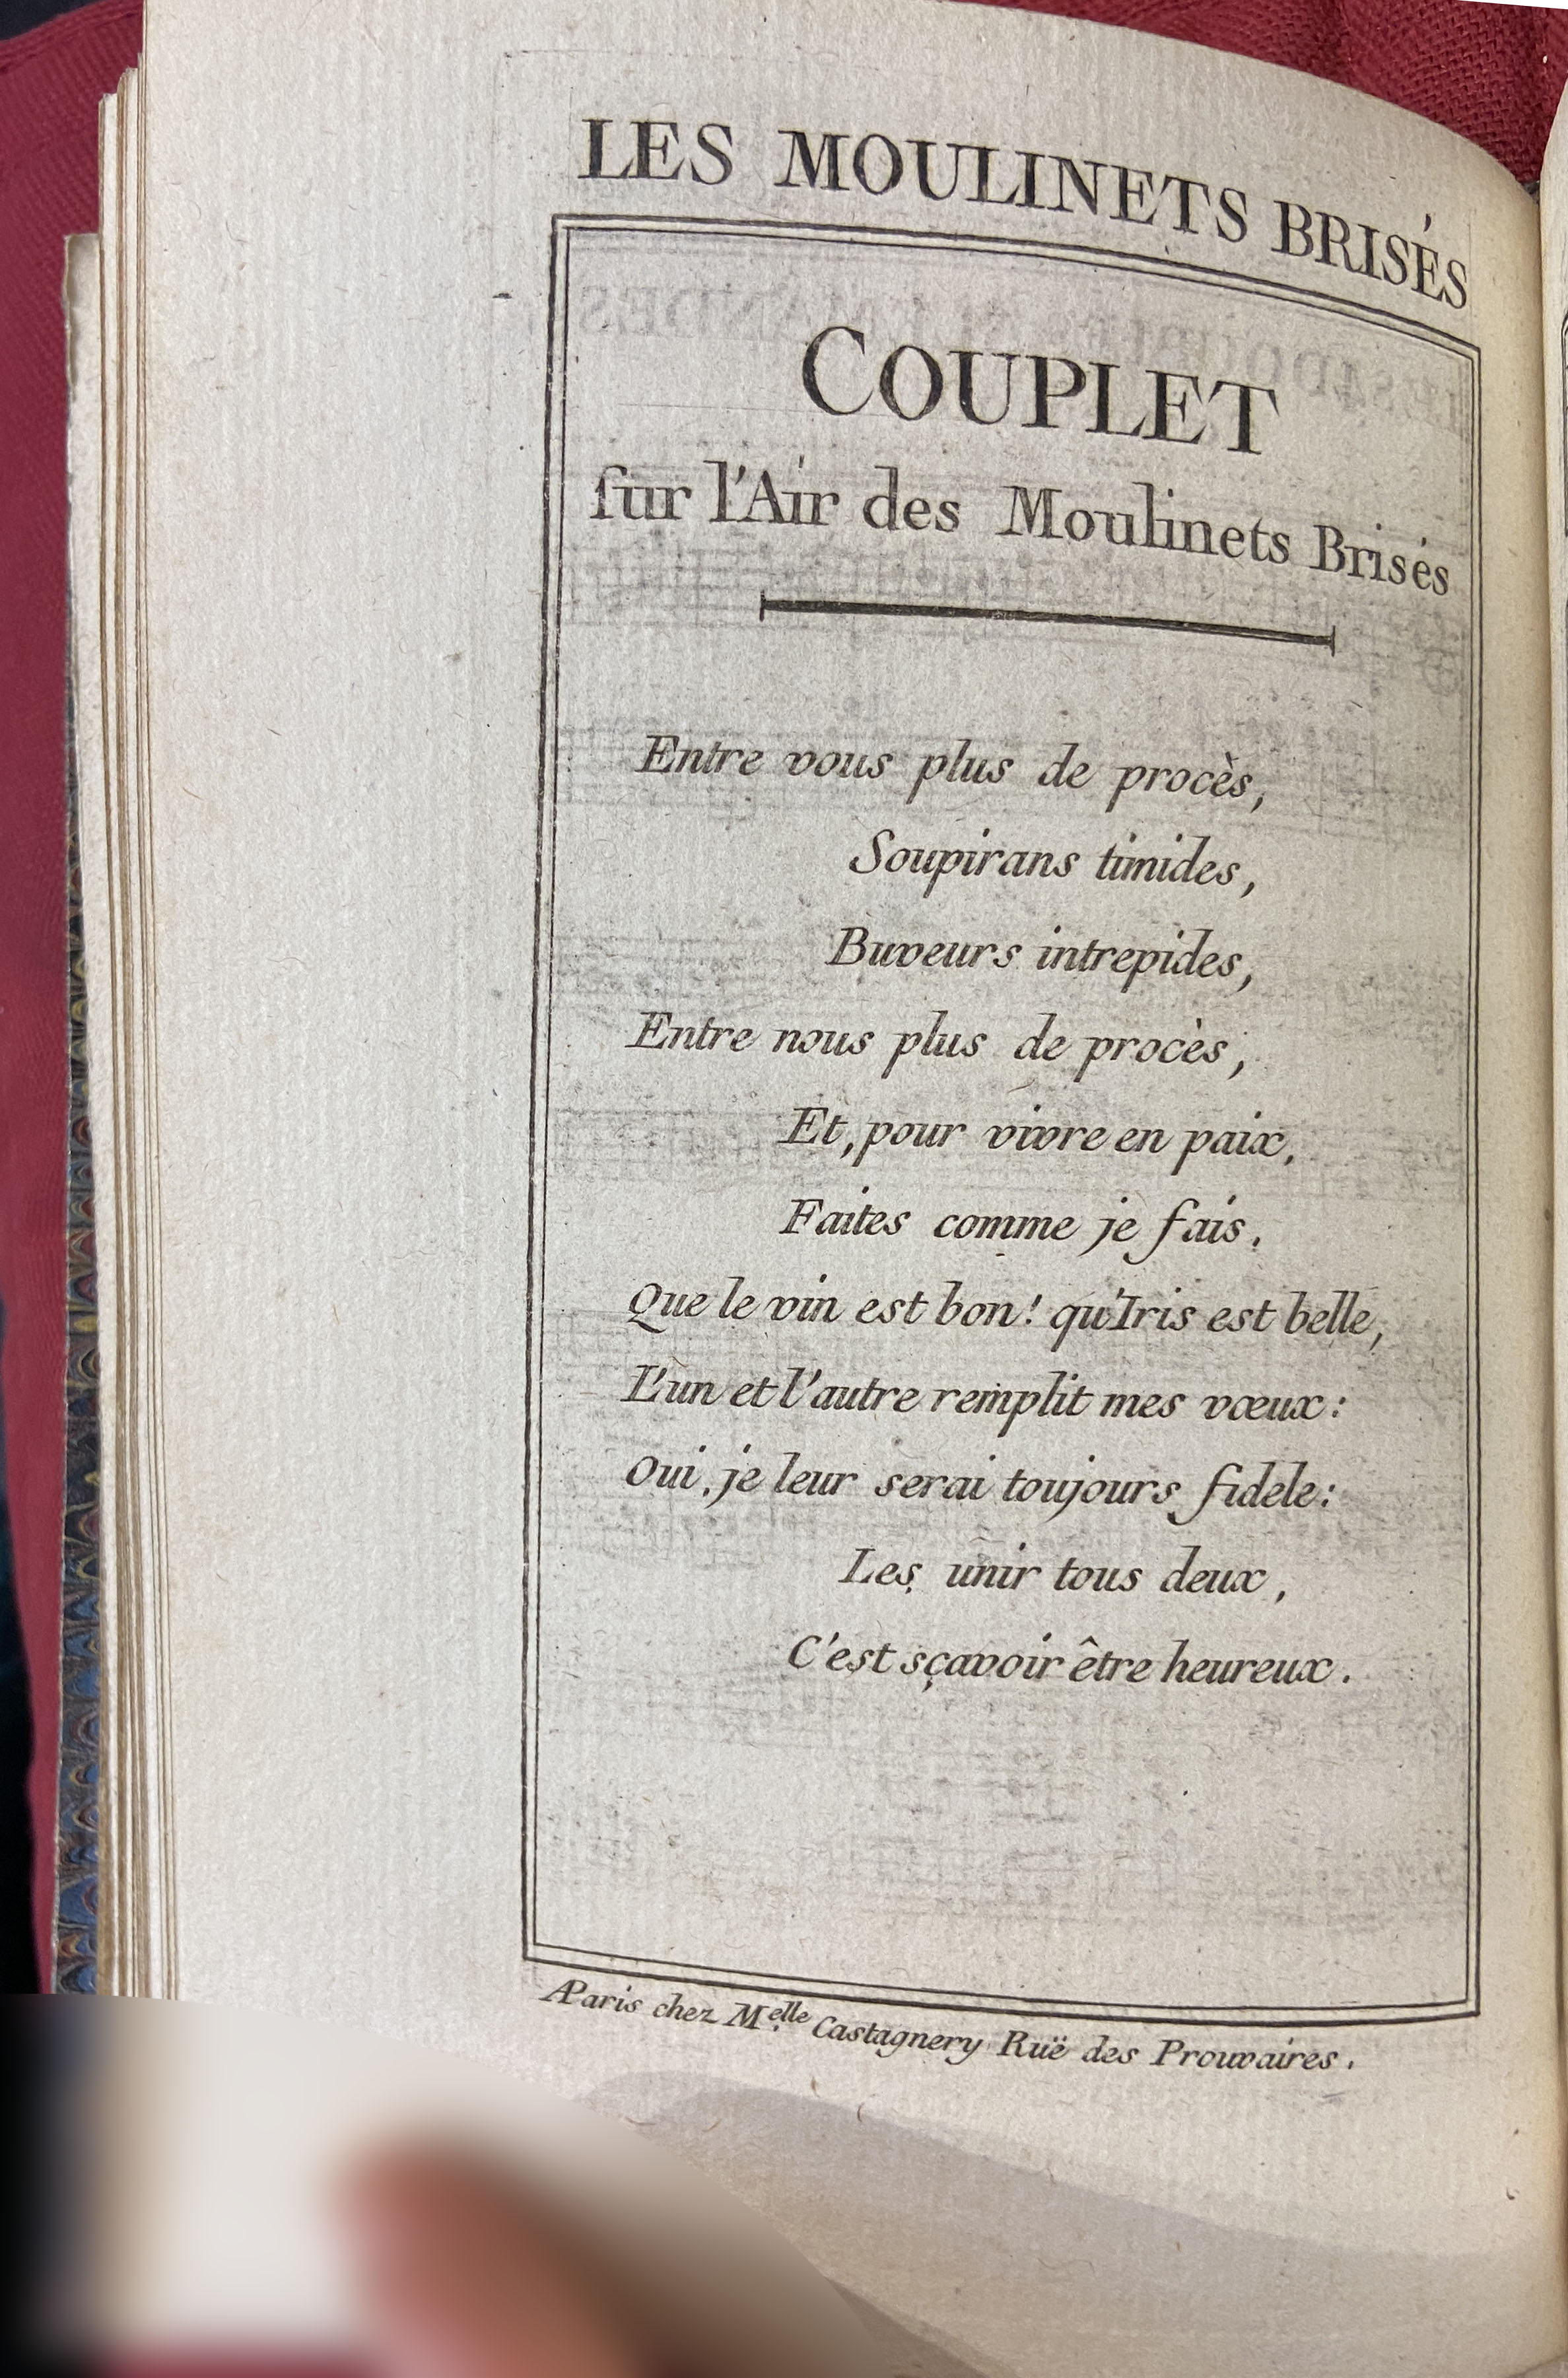 LES MOULINETS BRISÉS
COUPLET
sur l'Air des Moulinets Brisés
Entre vous plus de procès,
Soupirans timides,
Buveurs intrepides,
Entre nous plus de procès,
Et, pour vivre en paix,
Faites comme je fais.
Que le vin est bon! qu'Iris est belle,
L'un et l'autre remplit mes vœux:
Oui, je leur serai toujours fidele:
Les unir tous deux,
C'est sçavoir être heureux.
A Paris chez M.elle Castagnery Ruë des Prouvaires.